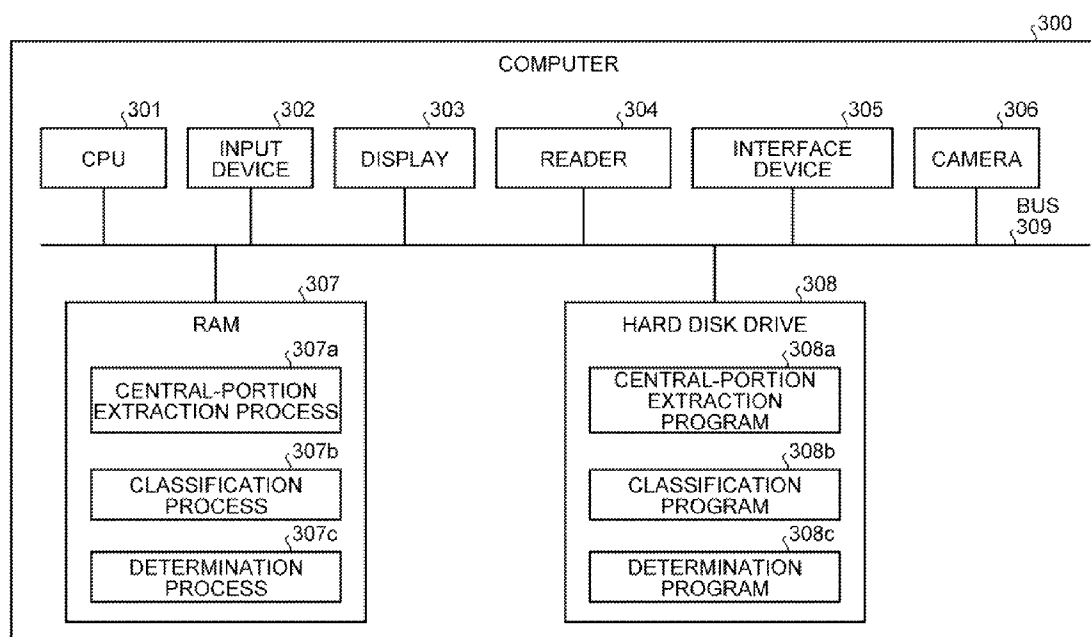 300
COMPUTER
301
302
303
304
305
306
CPU
INPUT
DEVICE
DISPLAY
READER
INTERFACE
DEVICE
CAMERA
BUS
309
307
308
RAM
HARD DISK DRIVE
307a
308a
CENTRAL-PORTION
EXTRACTION PROCESS
CENTRAL-PORTION
EXTRACTION
PROGRAM
307b
308b
CLASSIFICATION
PROCESS
CLASSIFICATION
PROGRAM
307c
308c
DETERMINATION
PROCESS
DETERMINATION
PROGRAM